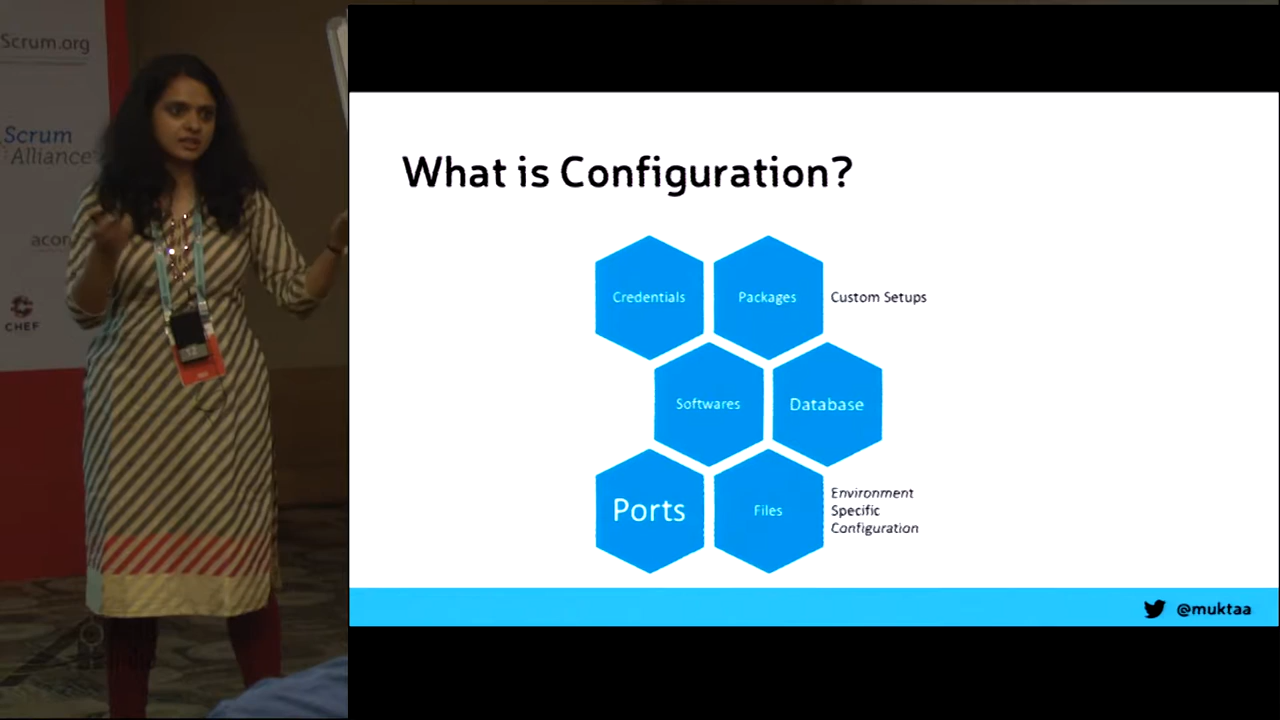 Scrum.org
Scrum
Alliance
acor
CHEF
What is Configuration?
Credentials
Packages
Custom Setups
Softwares
Database
Ports
Files
Environment
Specific
Configuration
@muktaa